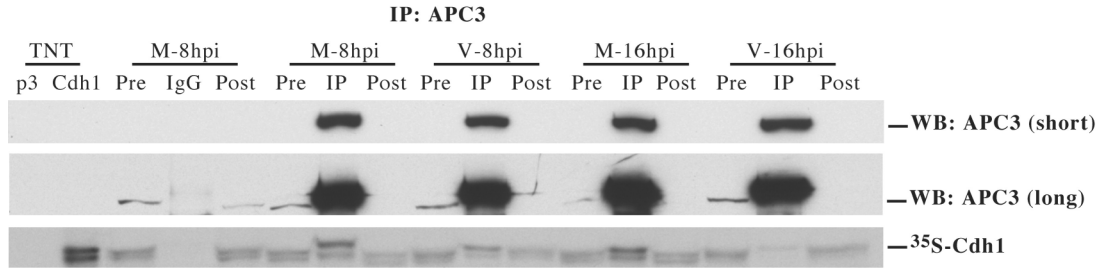 IP: APC3
TNT M-8hpi M-8hpi V-8hpi M-16hpi V-16hpi
p3 Cdh1 Pre IgG Post Pre IP Post Pre IP Post Pre IP Post Pre IP Post
WB: APC3 (short)
WB: APC3 (long)
³⁵S-Cdh1